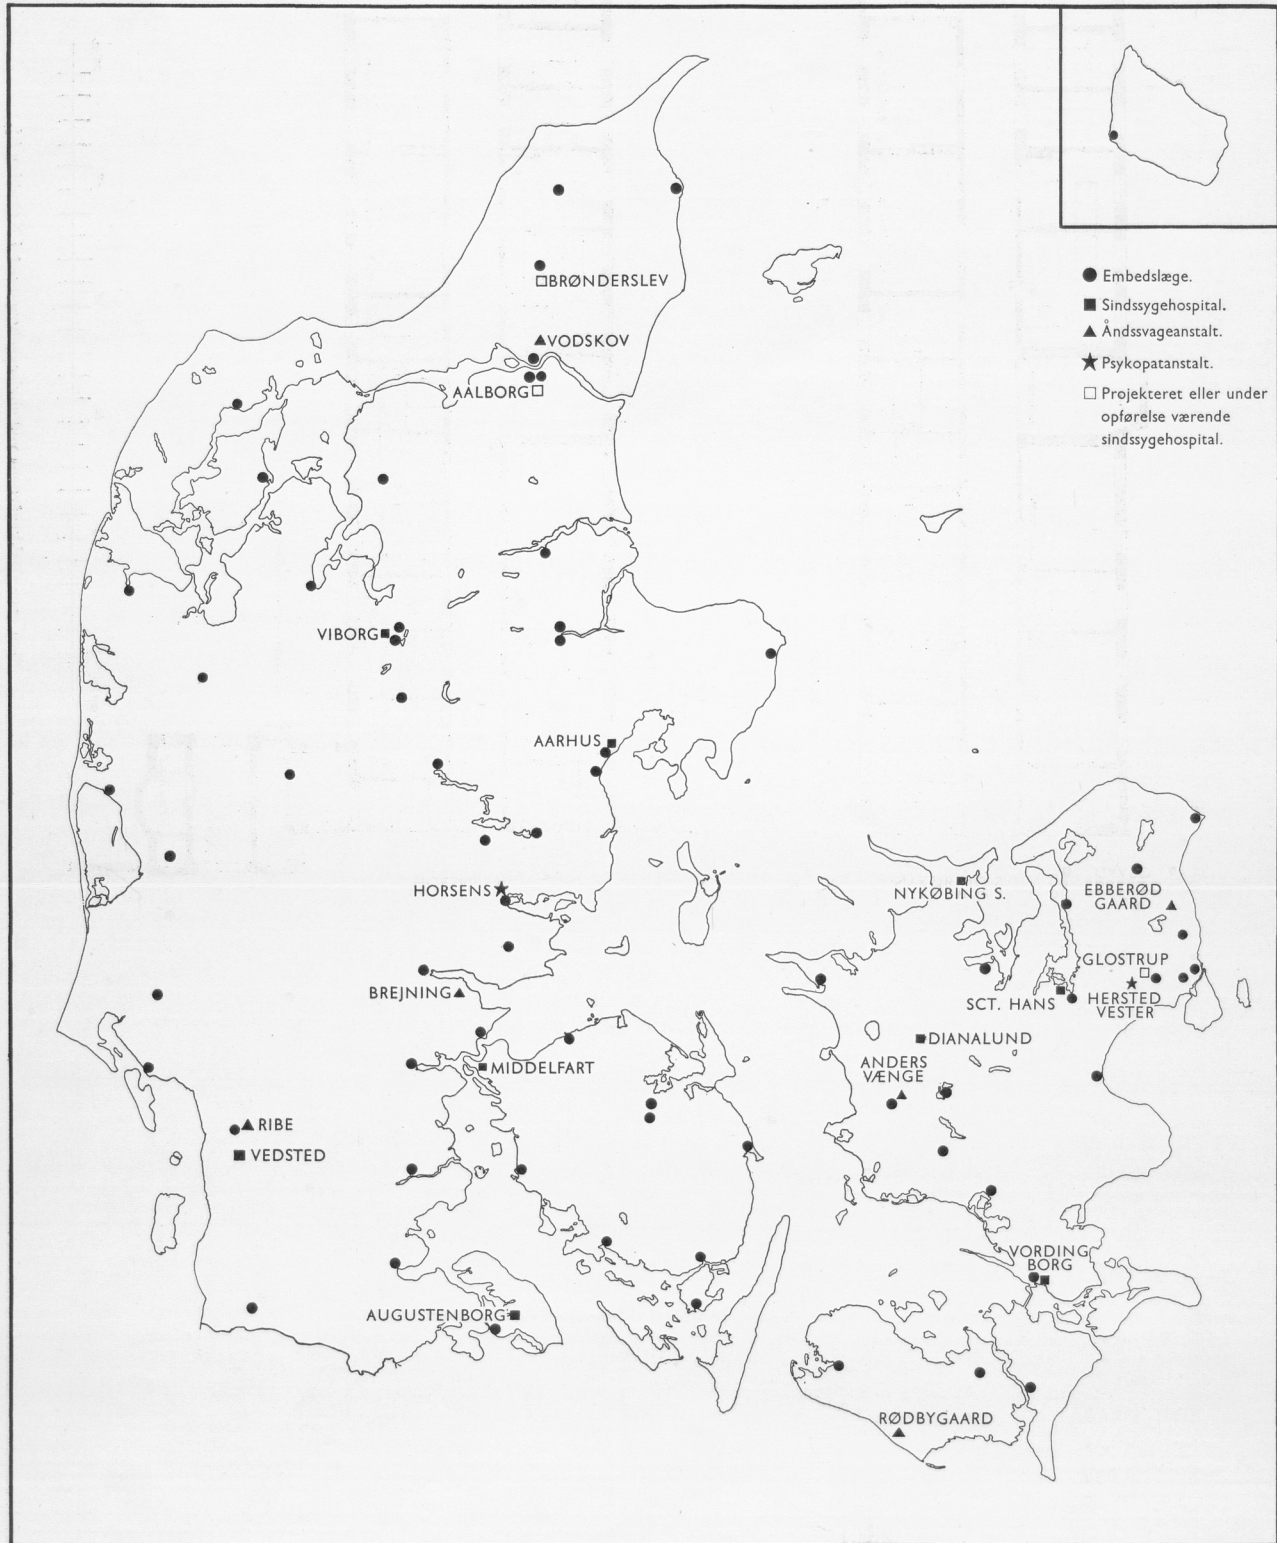 Embedslæge.
Sindssygehospital.
Åndssvageanstalt.
Psykopatanstalt.
Projekteret eller under
opførelse værende
sindssygehospital.
BRØNDERSLEV
VODSKOV
AALBORG
VIBORG
AARHUS
HORSENS
NYKØBING S.
EBBERØD
GAARD
GLOSTRUP
BREJNING
SCT. HANS
HERSTED
VESTER
DIANALUND
MIDDELFART
ANDERS
VÆNGE
RIBE
VEDSTED
VORDING
BORG
AUGUSTENBORG
RØDBYGAARD